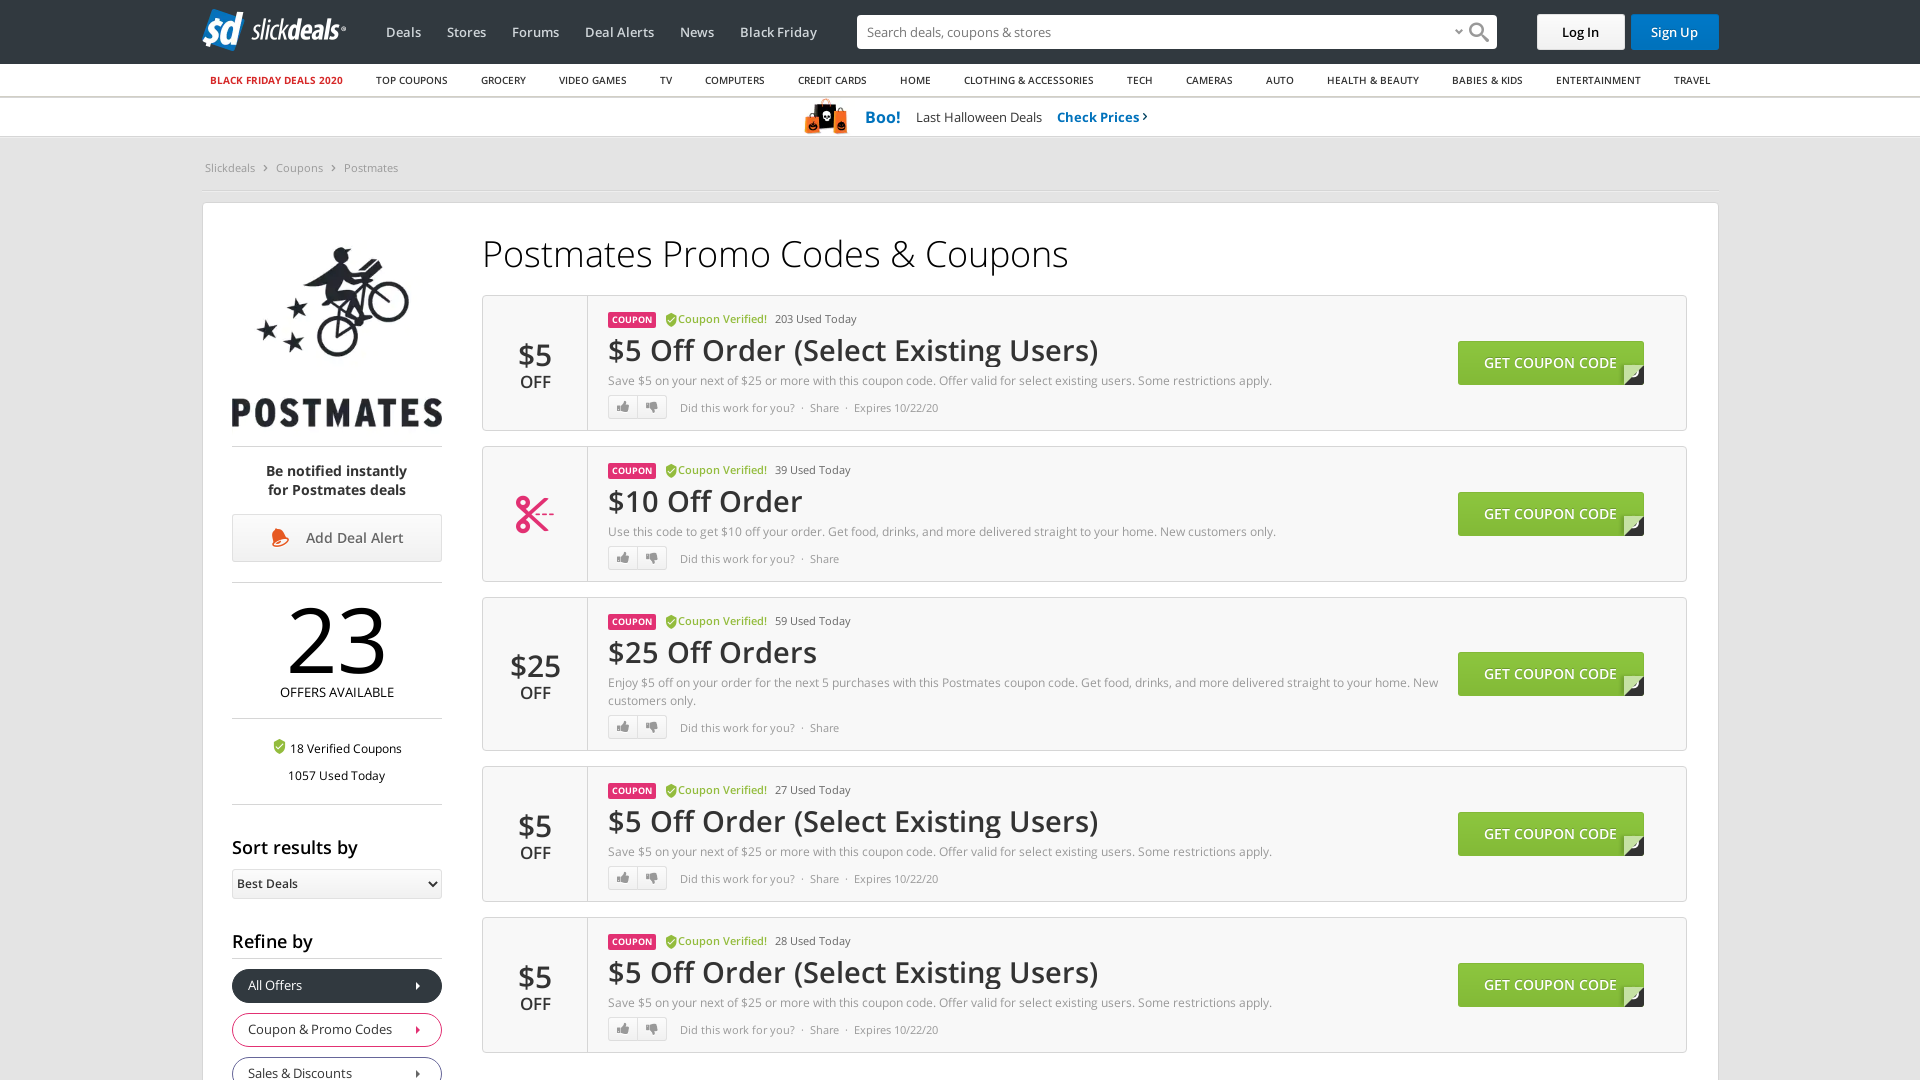 slickdeals
Deals Stores Forums Deal Alerts News Black Friday
Search deals, coupons & stores
Log In
Sign Up
BLACK FRIDAY DEALS 2020 TOP COUPONS GROCERY VIDEO GAMES TV COMPUTERS CREDIT CARDS HOME CLOTHING & ACCESSORIES TECH CAMERAS AUTO HEALTH & BEAUTY BABIES & KIDS ENTERTAINMENT TRAVEL
Boo! Last Halloween Deals Check Prices
Slickdeals Coupons Postmates
POSTMATES
Be notified instantly
for Postmates deals
Add Deal Alert
23
OFFERS AVAILABLE
18 Verified Coupons
1057 Used Today
Sort results by
Best Deals
Refine by
All Offers
Coupon & Promo Codes
Sales & Discounts
Postmates Promo Codes & Coupons
$5
OFF
COUPON Coupon Verified! 203 Used Today
$5 Off Order (Select Existing Users)
Save $5 on your next of $25 or more with this coupon code. Offer valid for select existing users. Some restrictions apply.
Did this work for you? · Share · Expires 10/22/20
GET COUPON CODE
COUPON Coupon Verified! 39 Used Today
$10 Off Order
Use this code to get $10 off your order. Get food, drinks, and more delivered straight to your home. New customers only.
Did this work for you? · Share
GET COUPON CODE
$25
OFF
COUPON Coupon Verified! 59 Used Today
$25 Off Orders
Enjoy $5 off on your order for the next 5 purchases with this Postmates coupon code. Get food, drinks, and more delivered straight to your home. New
customers only.
Did this work for you? · Share
GET COUPON CODE
$5
OFF
COUPON Coupon Verified! 27 Used Today
$5 Off Order (Select Existing Users)
Save $5 on your next of $25 or more with this coupon code. Offer valid for select existing users. Some restrictions apply.
Did this work for you? · Share · Expires 10/22/20
GET COUPON CODE
$5
OFF
COUPON Coupon Verified! 28 Used Today
$5 Off Order (Select Existing Users)
Save $5 on your next of $25 or more with this coupon code. Offer valid for select existing users. Some restrictions apply.
Did this work for you? · Share · Expires 10/22/20
GET COUPON CODE